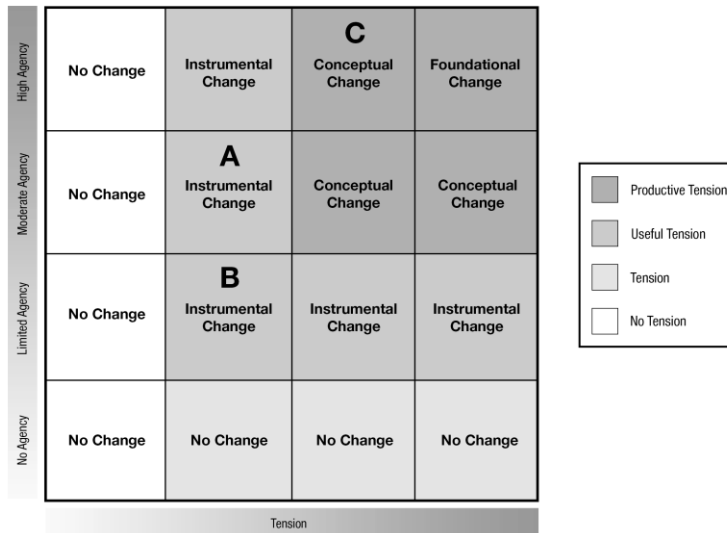 High Agency
No Change
Instrumental
Change
C
Conceptual
Change
Foundational
Change
Moderate Agency
No Change
A
Instrumental
Change
Conceptual
Change
Conceptual
Change
Limited Agency
No Change
B
Instrumental
Change
Instrumental
Change
Instrumental
Change
No Agency
No Change
No Change
No Change
No Change
Tension
Productive Tension
Useful Tension
Tension
No Tension